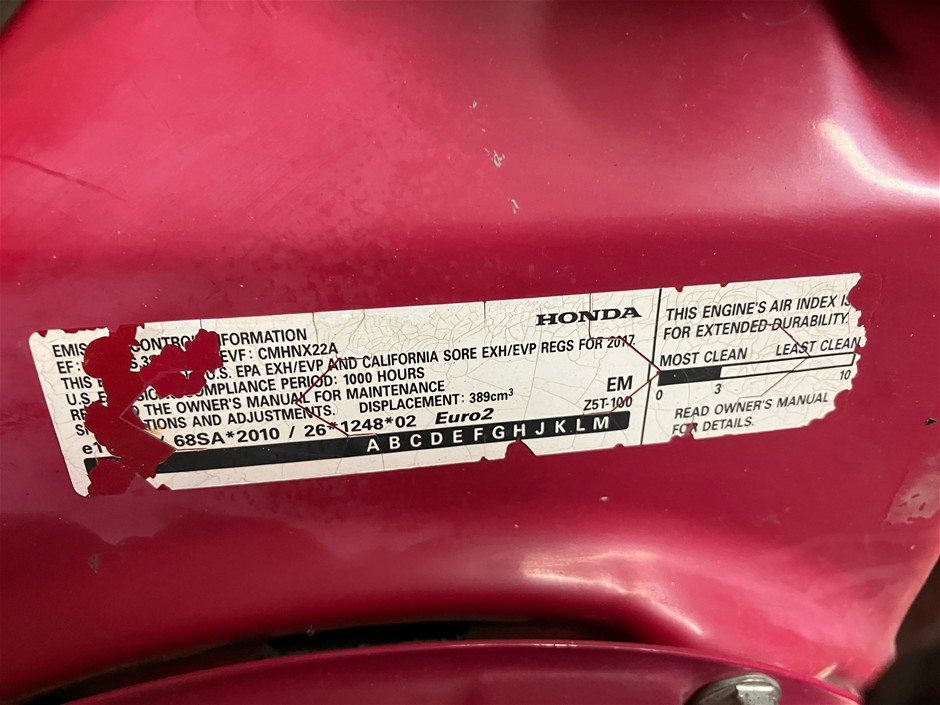 EMIS CONTRO INFORMATION
EF: EVF: CMHNX22A
THIS U.S. EPA EXH/EVP AND CALIFORNIA SORE EXH/EVP REGS FOR 2017.
U.S. COMPLIANCE PERIOD: 1000 HOURS
THE OWNER'S MANUAL FOR MAINTENANCE
AND ADJUSTMENTS. DISPLACEMENT: 389cm³
68SA*2010 / 26*1248*02 Euro2
A B C D E F G H J K L M
HONDA
EM
Z5T-100
THIS ENGINE'S AIR INDEX IS
FOR EXTENDED DURABILITY.
MOST CLEAN LEAST CLEAN
0 3 10
READ OWNER'S MANUAL
FOR DETAILS.